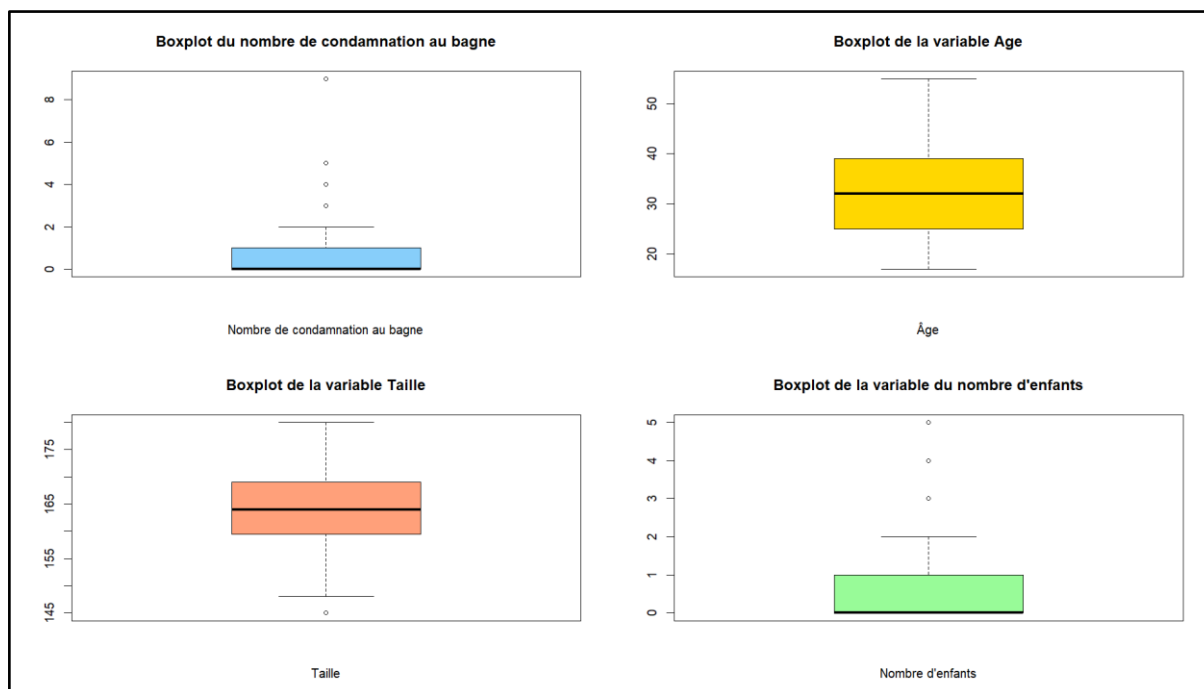 Boxplot du nombre de condamnation au bagne
8
6
4
2
0
Nombre de condamnation au bagne
Boxplot de la variable Age
50
40
30
20
Âge
Boxplot de la variable Taille
175
165
155
145
Taille
Boxplot de la variable du nombre d'enfants
5
4
3
2
1
0
Nombre d'enfants